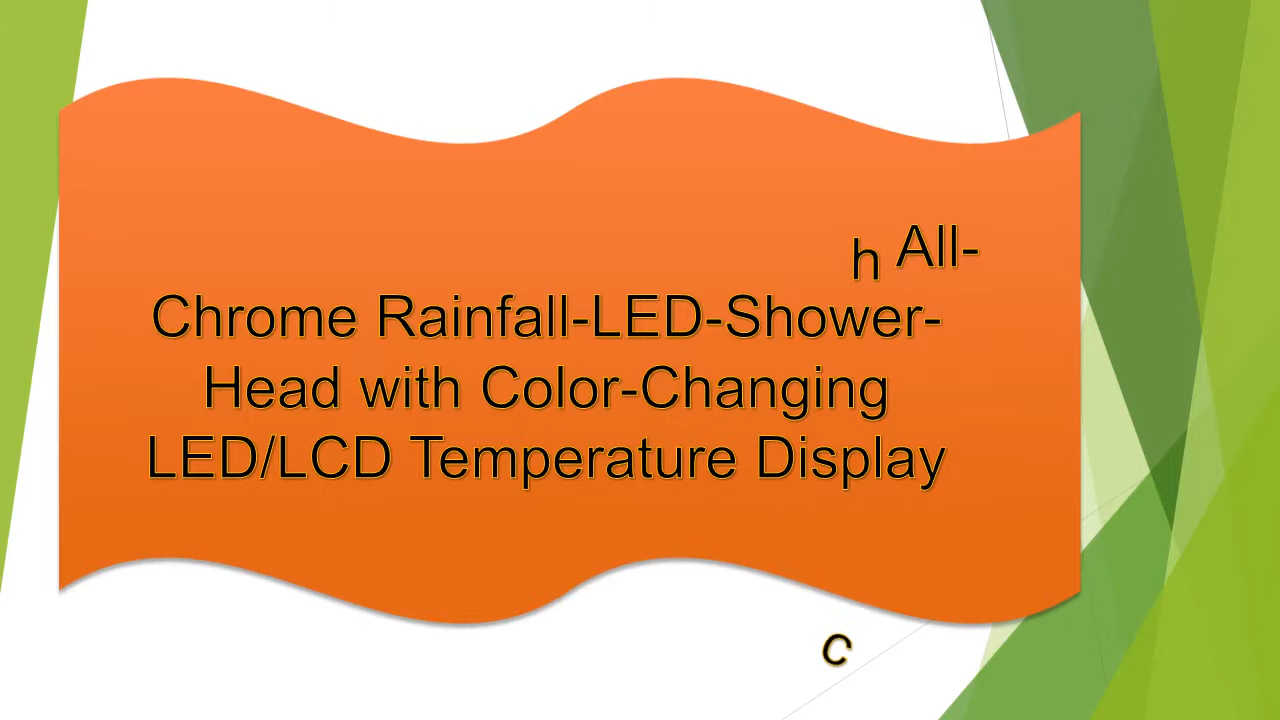 h All-
Chrome Rainfall-LED-Shower-
Head with Color-Changing
LED/LCD Temperature Display
c